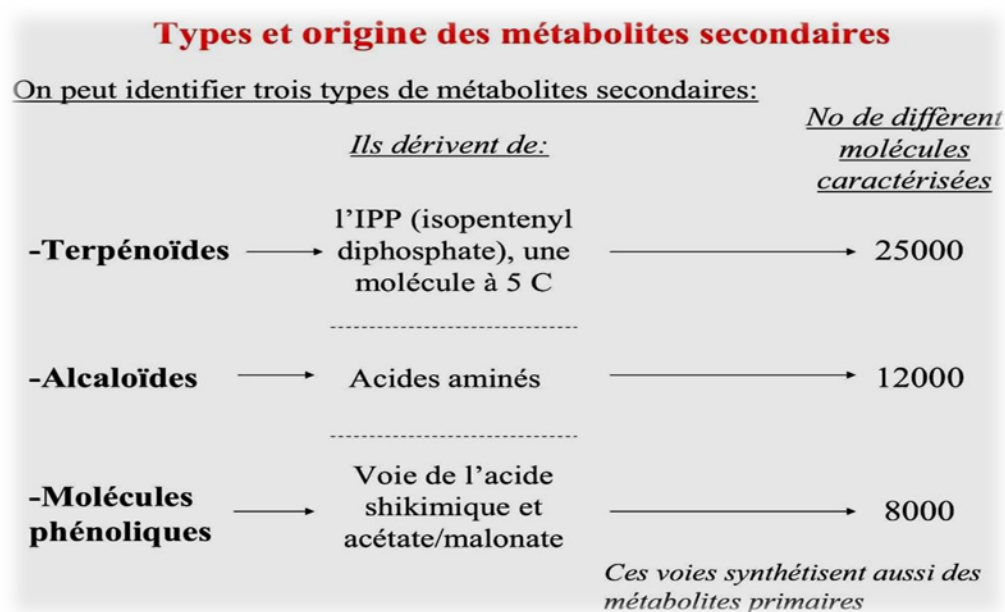 Types et origine des métabolites secondaires
On peut identifier trois types de métabolites secondaires:
Ils dérivent de:
No de diffèrent
molécules
caractérisées
-Terpénoïdes
l'IPP (isopentenyl
diphosphate), une
molécule à 5 C
25000
-Alcaloïdes
Acides aminés
12000
-Molécules
phénoliques
Voie de l'acide
shikimique et
acétate/malonate
8000
Ces voies synthétisent aussi des
métabolites primaires